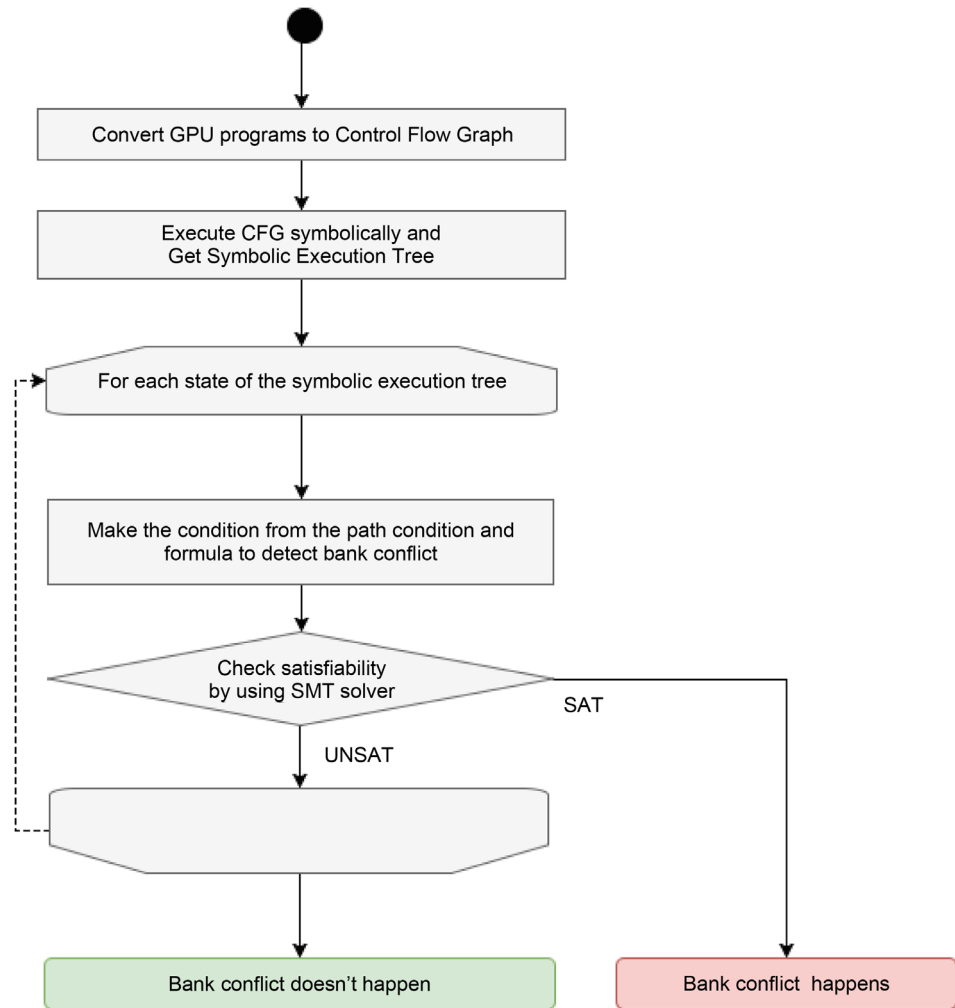 Convert GPU programs to Control Flow Graph
Execute CFG symbolically and
Get Symbolic Execution Tree
For each state of the symbolic execution tree
Make the condition from the path condition and
formula to detect bank conflict
Check satisfiability
by using SMT solver
SAT
UNSAT
Bank conflict doesn’t happen
Bank conflict happens